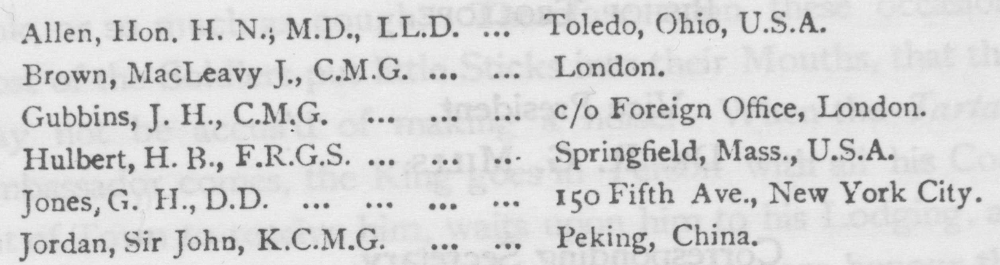 Allen, Hon. H. N.; M.D., LL.D. ... Toledo, Ohio, U.S.A.
Brown, MacLeavy J., C.M.G. ... ... London.
Gubbins, J. H., C.M.G. ... ... ... c/o Foreign Office, London.
Hulbert, H. B., F.R.G.S. ... ... ... Springfield, Mass., U.S.A.
Jones, G. H., D.D. ... ... ... ... 150 Fifth Ave., New York City.
Jordan, Sir John, K.C.M.G. ... ... Peking, China.